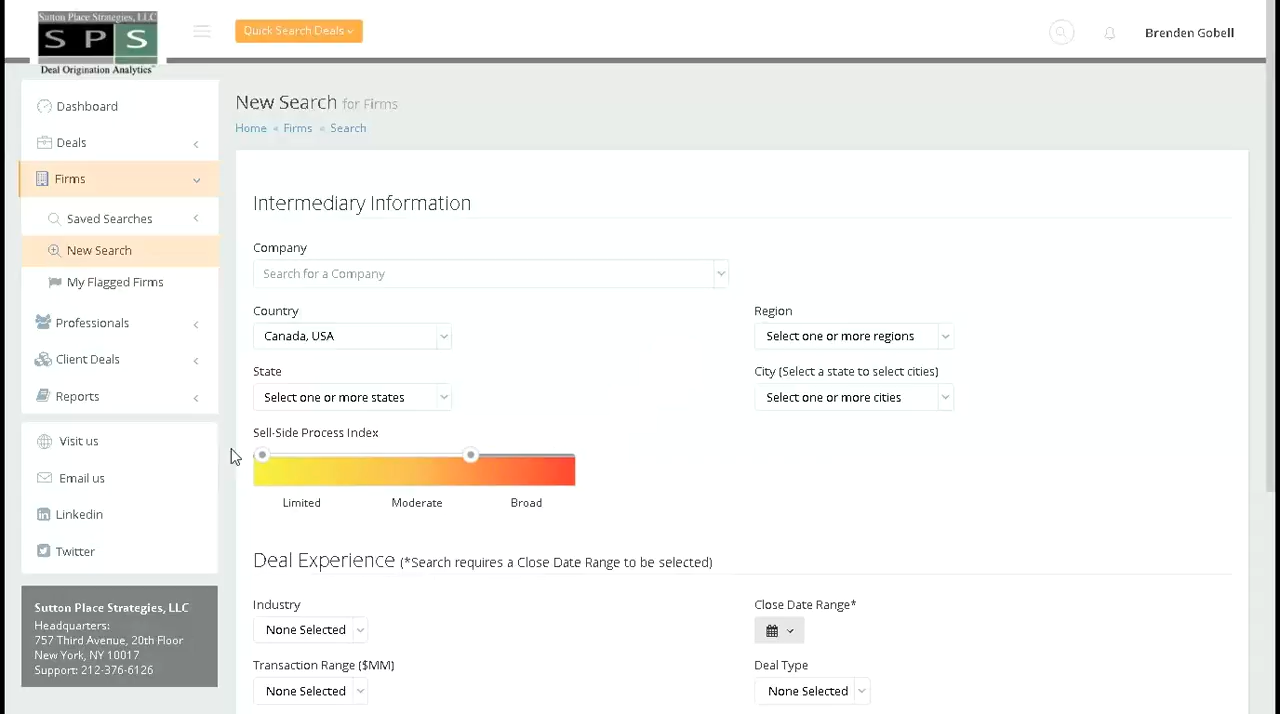 Sutton Place Strategies, LLC
S P S
Deal Origination Analytics™
Quick Search Deals
Brenden Gobell
Dashboard
Deals
Firms
Saved Searches
New Search
My Flagged Firms
Professionals
Client Deals
Reports
Visit us
Email us
Linkedin
Twitter
Sutton Place Strategies, LLC
Headquarters:
757 Third Avenue, 20th Floor
New York, NY 10017
Support: 212-376-6126
New Search for Firms
Home « Firms « Search
Intermediary Information
Company
Search for a Company
Country
Canada, USA
Region
Select one or more regions
State
Select one or more states
City (Select a state to select cities)
Select one or more cities
Sell-Side Process Index
Limited Moderate Broad
Deal Experience (*Search requires a Close Date Range to be selected)
Industry
None Selected
Close Date Range*
Transaction Range ($MM)
None Selected
Deal Type
None Selected